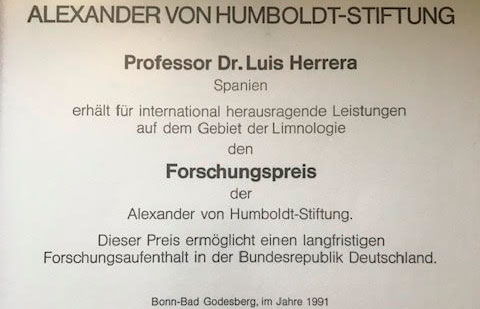 ALEXANDER VON HUMBOLDT-STIFTUNG
Professor Dr. Luis Herrera
Spanien
erhält für international herausragende Leistungen
auf dem Gebiet der Limnologie
den
Forschungspreis
der
Alexander von Humboldt-Stiftung.
Dieser Preis ermöglicht einen langfristigen
Forschungsaufenthalt in der Bundesrepublik Deutschland.
Bonn-Bad Godesberg, im Jahre 1991